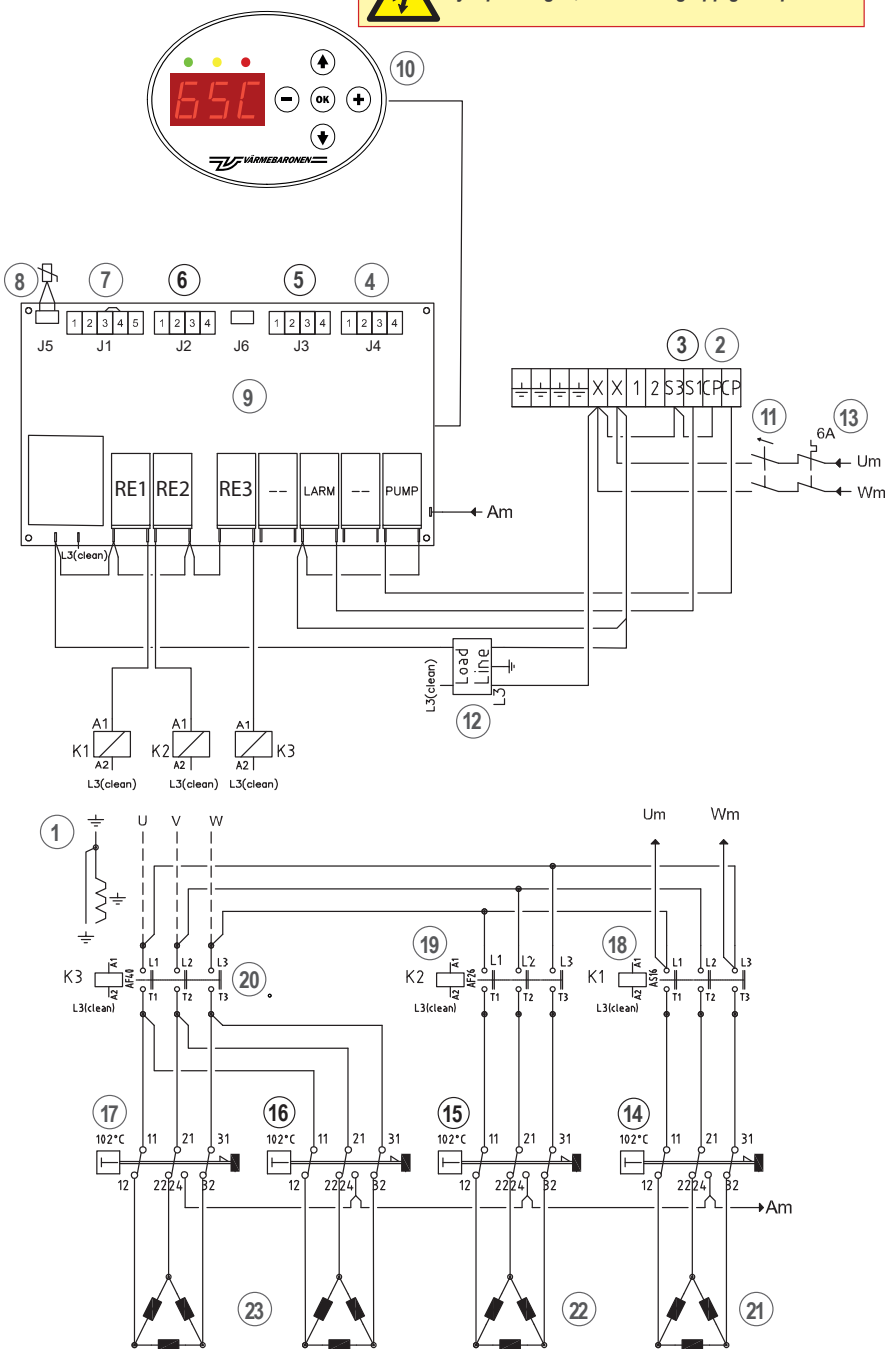 10
65C
OK
VÄRMEBARONEN
8 7 6 5 4
1 2 3 4 5
1 2 3 4
1 2 3 4
1 2 3 4
J5 J1 J2 J6 J3 J4
9
3 2
X X 1 2 S3 S1 CP CP
11 13
6A
Um
Wm
RE1 RE2 RE3 -- LARM -- PUMP
Am
L3(clean)
Load
Line
L3(clean)
L3
12
A1 A1 A1
K1 K2 K3
A2 A2 A2
L3(clean) L3(clean) L3(clean)
1
U V W
Um Wm
19 18
K3 A1 A2 AF40 L1 L2 L3 20
T1 T2 T3
L3(clean)
K2 A1 A2 AF26 L1 L2 L3
T1 T2 T3
L3(clean)
K1 A1 A2 AS16 L1 L2 L3
T1 T2 T3
L3(clean)
17 16 15 14
102°C 11 21 31
102°C 11 21 31
102°C 11 21 31
102°C 11 21 31
12 22 24 32
12 22 24 32
12 22 24 32
12 22 24 32
Am
23 22 21